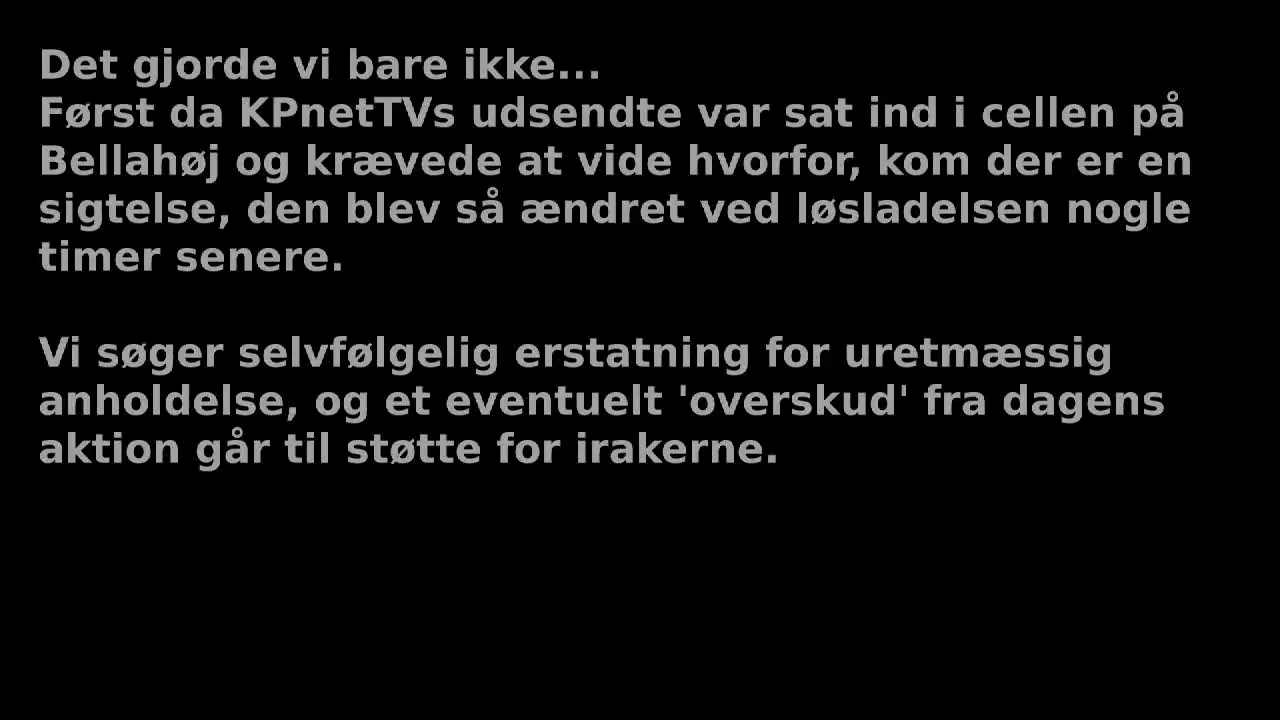 Det gjorde vi bare ikke...
Først da KPnetTVs udsendte var sat ind i cellen på
Bellahøj og krævede at vide hvorfor, kom der er en
sigtelse, den blev så ændret ved løsladelsen nogle
timer senere.
Vi søger selvfølgelig erstatning for uretmæssig
anholdelse, og et eventuelt 'overskud' fra dagens
aktion går til støtte for irakerne.